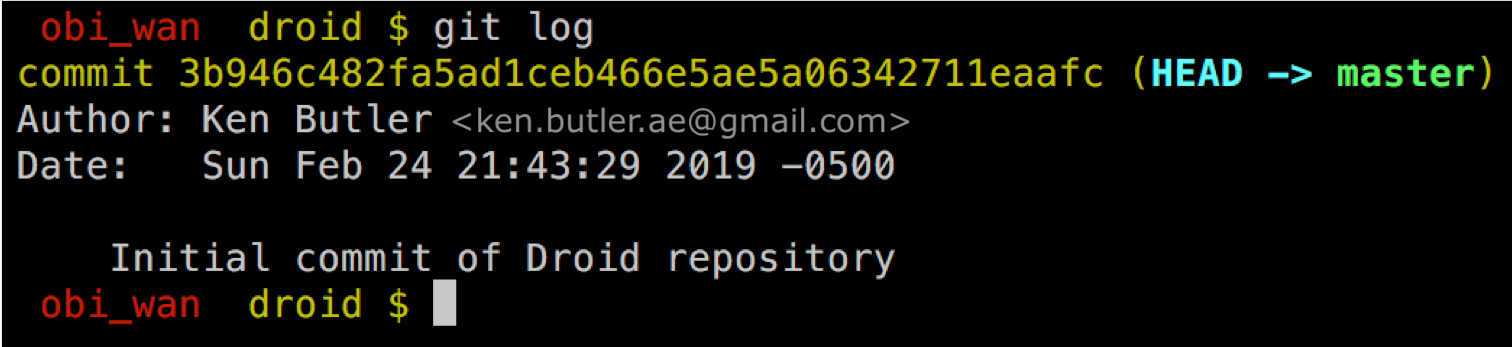 obi_wan droid $ git log
commit 3b946c482fa5ad1ceb466e5ae5a06342711eaafc (HEAD -> master)
Author: Ken Butler <ken.butler.ae@gmail.com>
Date:   Sun Feb 24 21:43:29 2019 -0500
Initial commit of Droid repository
obi_wan droid $